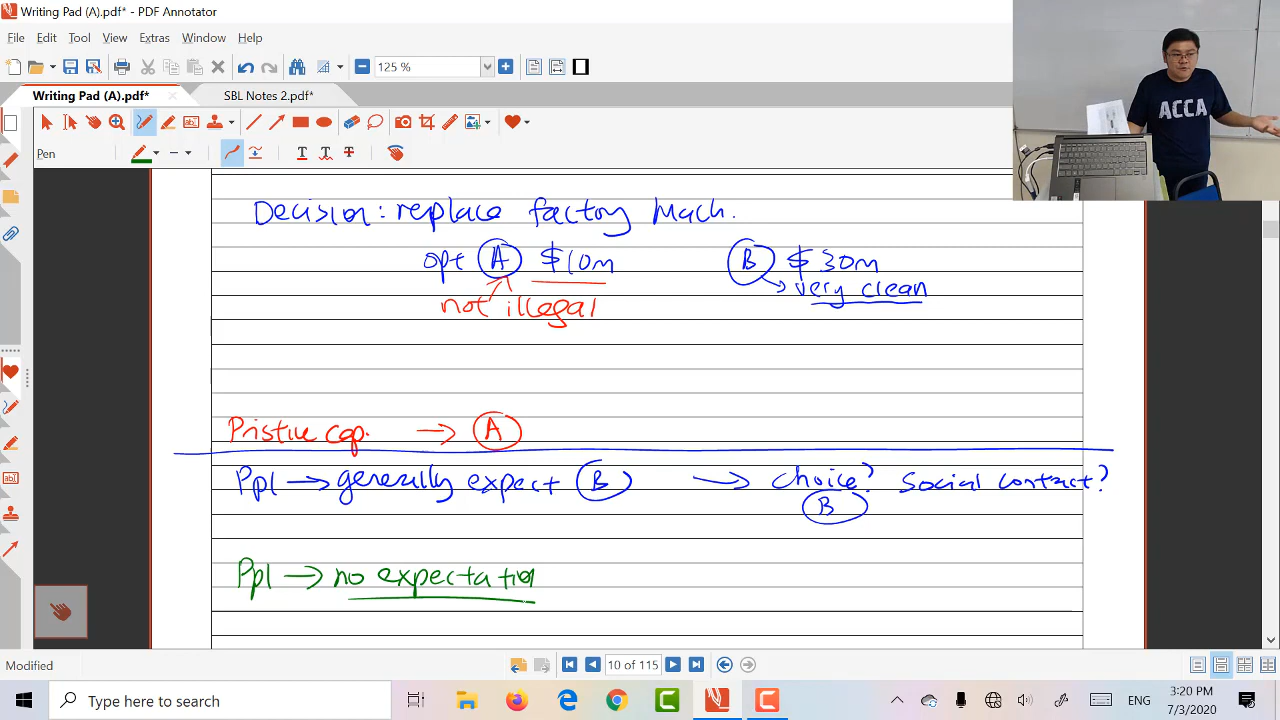 Writing Pad (A).pdf* - PDF Annotator
File Edit Tool View Extras Window Help
125 %
Writing Pad (A).pdf* SBL Notes 2.pdf*
Pen
ACCA
Decision: replace factory Mach.
opt A $10m B $30m
very clean
not illegal
Pristine cap. → A
Ppl → generally expect B → choice? Social contract?
B
Ppl → no expectation
10 of 115
Modified
Type here to search
ENG
3:20 PM
7/3/2020